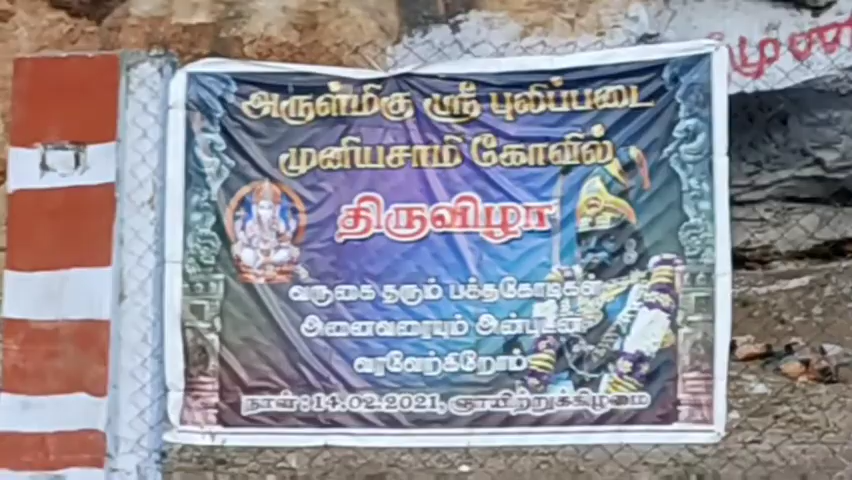 அருள்மிகு ஸ்ரீ புலிப்படை
முனியசாமி கோவில்
திருவிழா
வருகை தரும் பக்தகோடிகள்
அனைவரையும் அன்புடன்
வரவேற்கிறோம்
நாள் : 14.02.2021, ஞாயிற்றுக்கிழமை